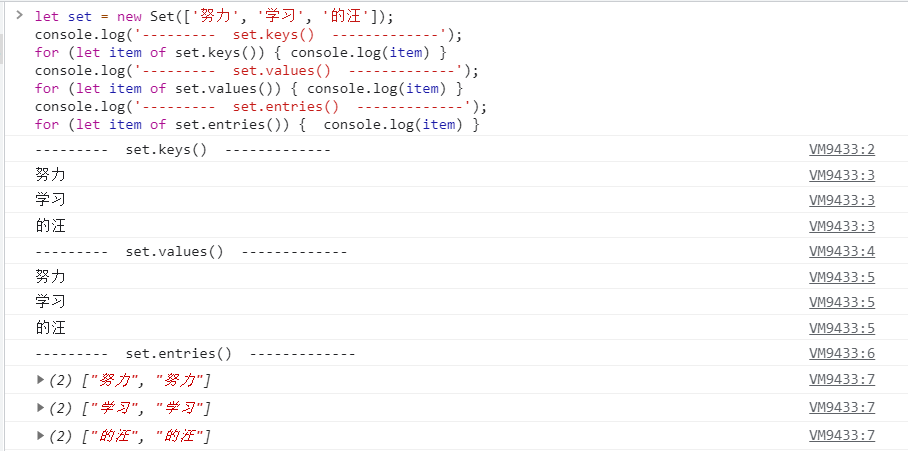 > let set = new Set(['努力', '学习', '的汪']);
console.log('---------  set.keys()  -------------');
for (let item of set.keys()) { console.log(item) }
console.log('---------  set.values()  -------------');
for (let item of set.values()) { console.log(item) }
console.log('---------  set.entries()  -------------');
for (let item of set.entries()) {  console.log(item) }
---------  set.keys()  ------------- VM9433:2
努力 VM9433:3
学习 VM9433:3
的汪 VM9433:3
---------  set.values()  ------------- VM9433:4
努力 VM9433:5
学习 VM9433:5
的汪 VM9433:5
---------  set.entries()  ------------- VM9433:6
(2) ["努力", "努力"] VM9433:7
(2) ["学习", "学习"] VM9433:7
(2) ["的汪", "的汪"] VM9433:7